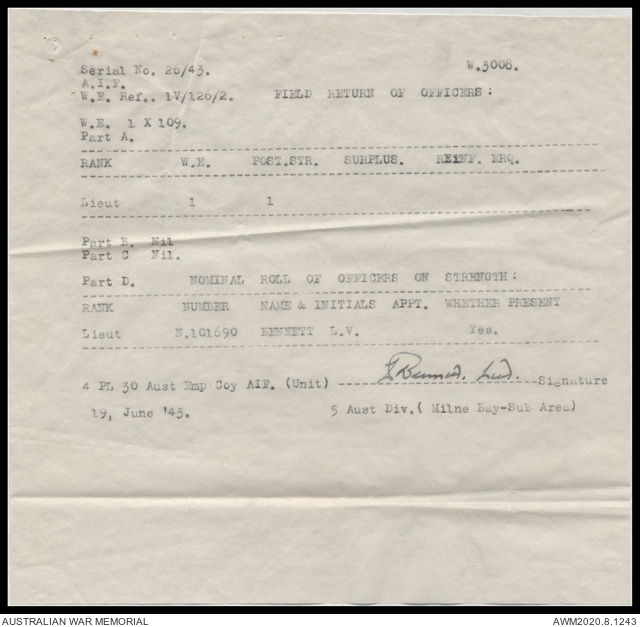 Serial No. 26/43. W.3008.
A.I.F.
W.E. Ref.. 1V/126/2. FIELD RETURN OF OFFICERS:
W.E. 1 X 109.
Part A.
RANK W.E. POST.STR. SURPLUS. REINF. MRQ.
Lieut 1 1
Part B. Nil
Part C Nil.
Part D. NOMINAL ROLL OF OFFICERS ON STRENGTH:
RANK NUMBER NAME & INITIALS APPT. WHETHER PRESENT
Lieut N.101690 BENNETT L.V. Yes.
4 PL 30 Aust Emp Coy AIF. (Unit) Signature
19, June '43. 5 Aust Div.( Milne Bay-Sub Area)
AUSTRALIAN WAR MEMORIAL AWM2020.8.1243